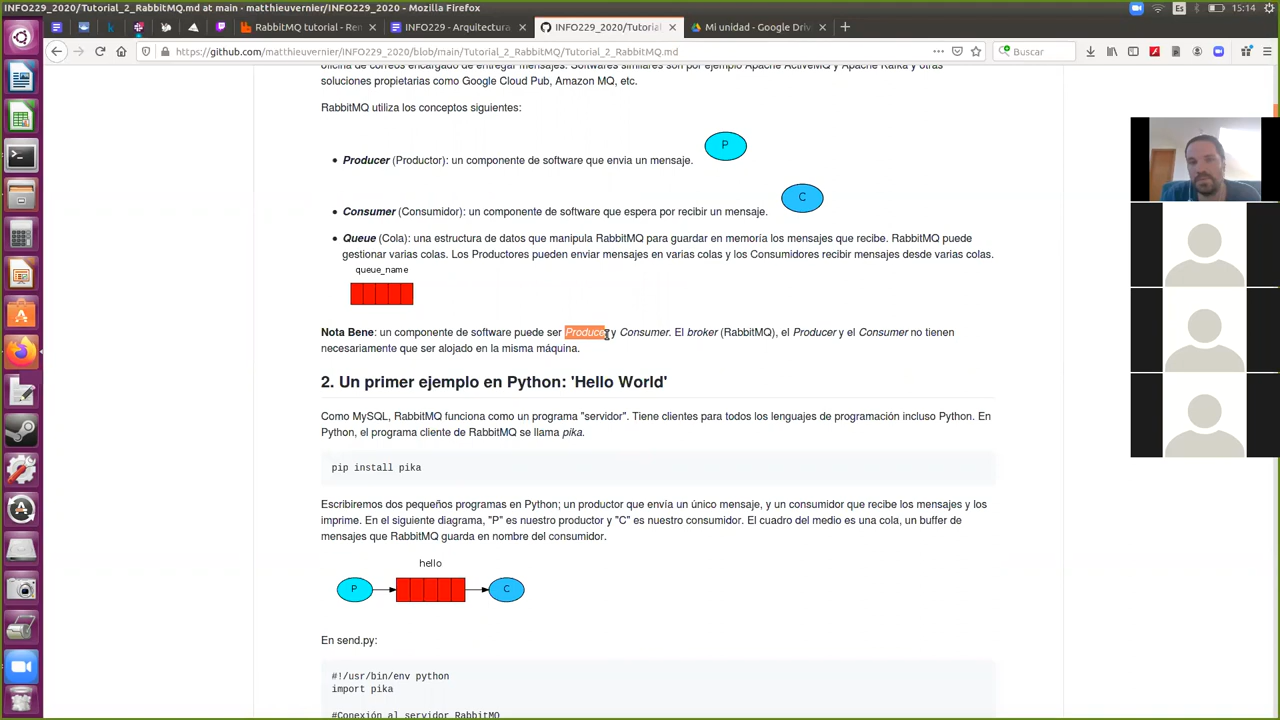 INFO229_2020/Tutorial_2_RabbitMQ.md at main · matthieuvernier/INFO229_2020 - Mozilla Firefox
Es
15:14
RabbitMQ tutorial - Re
INFO229 - Arquitectura
INFO229_2020/Tutorial
Mi unidad - Google Driv
https://github.com/matthieuvernier/INFO229_2020/blob/main/Tutorial_2_RabbitMQ/Tutorial_2_RabbitMQ.md
Buscar
oficina de correos encargado de entregar mensajes. Softwares similares son por ejemplo Apache ActiveMQ y Apache Kafka y otras
soluciones propietarias como Google Cloud Pub, Amazon MQ, etc.
RabbitMQ utiliza los conceptos siguientes:
P
Producer (Productor): un componente de software que envia un mensaje.
C
Consumer (Consumidor): un componente de software que espera por recibir un mensaje.
Queue (Cola): una estructura de datos que manipula RabbitMQ para guardar en memoría los mensajes que recibe. RabbitMQ puede
gestionar varias colas. Los Productores pueden enviar mensajes en varias colas y los Consumidores recibir mensajes desde varias colas.
queue_name
Nota Bene: un componente de software puede ser Producer y Consumer. El broker (RabbitMQ), el Producer y el Consumer no tienen
necesariamente que ser alojado en la misma máquina.
2. Un primer ejemplo en Python: 'Hello World'
Como MySQL, RabbitMQ funciona como un programa "servidor". Tiene clientes para todos los lenguajes de programación incluso Python. En
Python, el programa cliente de RabbitMQ se llama pika.
pip install pika
Escribiremos dos pequeños programas en Python; un productor que envía un único mensaje, y un consumidor que recibe los mensajes y los
imprime. En el siguiente diagrama, "P" es nuestro productor y "C" es nuestro consumidor. El cuadro del medio es una cola, un buffer de
mensajes que RabbitMQ guarda en nombre del consumidor.
hello
P
C
En send.py:
#!/usr/bin/env python
import pika
#Conexión al servidor RabbitMQ